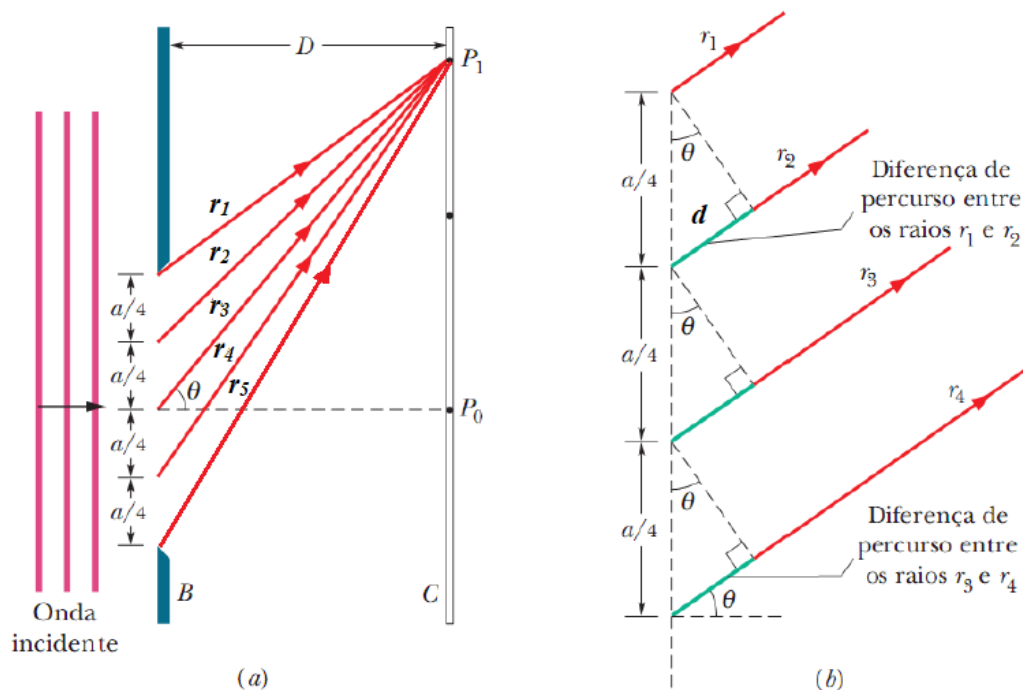 D
P₁
r₁
r₂
r₃
r₄
r₅
θ
P₀
a/4
a/4
a/4
a/4
B
C
Onda
incidente
(a)
r₁
θ
r₂
a/4
d
Diferença de
percurso entre
os raios r₁ e r₂
r₃
θ
a/4
r₄
θ
a/4
Diferença de
percurso entre
os raios r₃ e r₄
θ
(b)